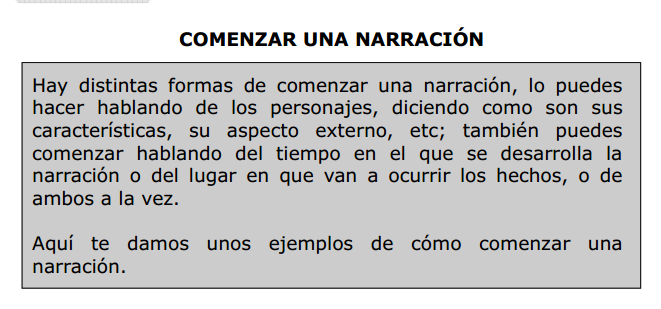 COMENZAR UNA NARRACIÓN
Hay distintas formas de comenzar una narración, lo puedes
hacer hablando de los personajes, diciendo como son sus
características, su aspecto externo, etc; también puedes
comenzar hablando del tiempo en el que se desarrolla la
narración o del lugar en que van a ocurrir los hechos, o de
ambos a la vez.
Aquí te damos unos ejemplos de cómo comenzar una
narración.